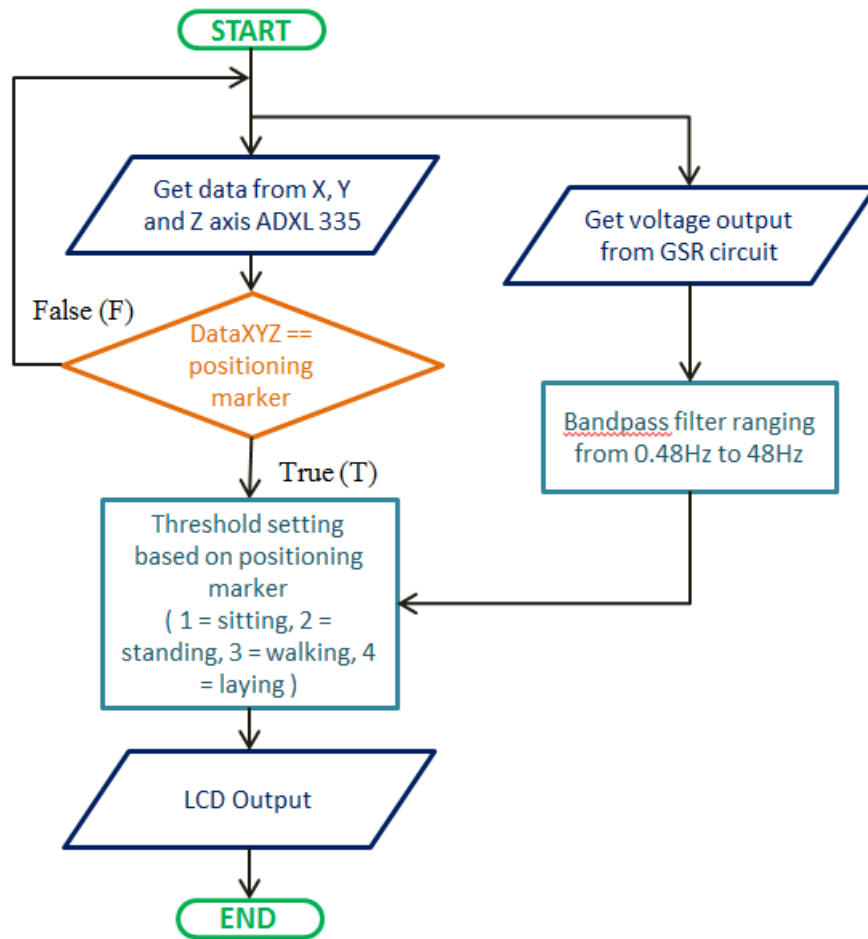 START
Get data from X, Y
and Z axis ADXL 335
Get voltage output
from GSR circuit
False (F)
DataXYZ ==
positioning
marker
Bandpass filter ranging
from 0.48Hz to 48Hz
True (T)
Threshold setting
based on positioning
marker
( 1 = sitting, 2 =
standing, 3 = walking, 4
= laying )
LCD Output
END